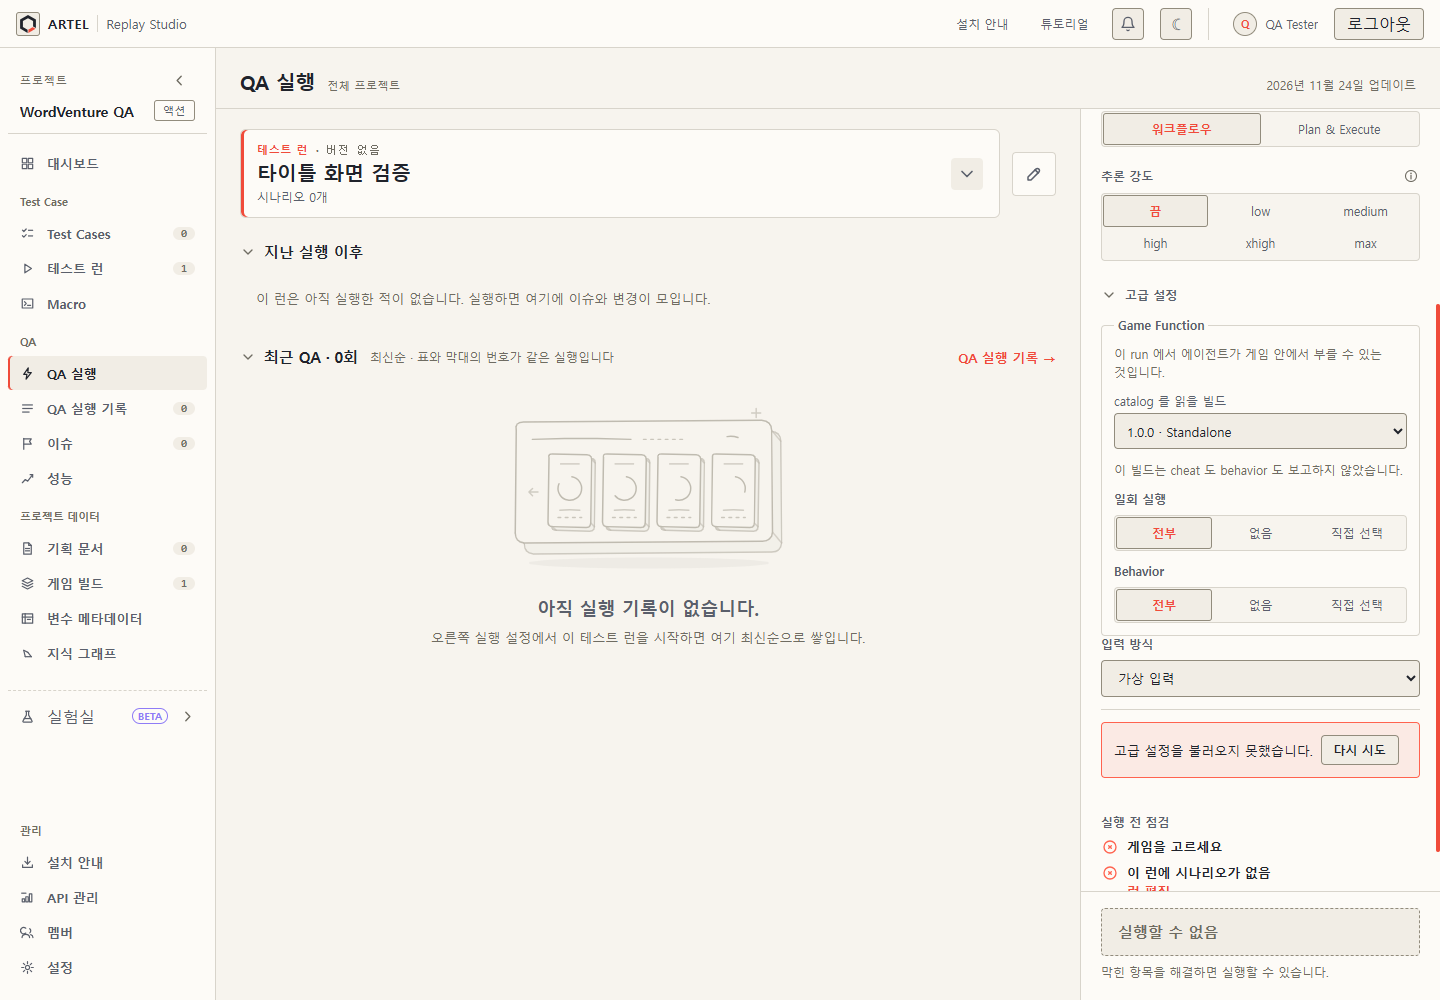 ARTEL
Replay Studio
설치 안내
튜토리얼
Q
QA Tester
로그아웃
프로젝트
WordVenture QA
액션
대시보드
Test Case
Test Cases
0
테스트 런
1
Macro
QA
QA 실행
QA 실행 기록
0
이슈
0
성능
프로젝트 데이터
기획 문서
0
게임 빌드
1
변수 메타데이터
지식 그래프
실험실
BETA
관리
설치 안내
API 관리
멤버
설정
QA 실행
전체 프로젝트
2026년 11월 24일 업데이트
테스트 런 · 버전 없음
타이틀 화면 검증
시나리오 0개
지난 실행 이후
이 런은 아직 실행한 적이 없습니다. 실행하면 여기에 이슈와 변경이 모입니다.
최근 QA · 0회
최신순 · 표와 막대의 번호가 같은 실행입니다
QA 실행 기록 →
아직 실행 기록이 없습니다.
오른쪽 실행 설정에서 이 테스트 런을 시작하면 여기 최신순으로 쌓입니다.
워크플로우
Plan & Execute
추론 강도
끔
low
medium
high
xhigh
max
고급 설정
Game Function
이 run 에서 에이전트가 게임 안에서 부를 수 있는
것입니다.
catalog 를 읽을 빌드
1.0.0 · Standalone
이 빌드는 cheat 도 behavior 도 보고하지 않았습니다.
일회 실행
전부
없음
직접 선택
Behavior
전부
없음
직접 선택
입력 방식
가상 입력
고급 설정을 불러오지 못했습니다.
다시 시도
실행 전 점검
게임을 고르세요
이 런에 시나리오가 없음
런 편집
실행할 수 없음
막힌 항목을 해결하면 실행할 수 있습니다.